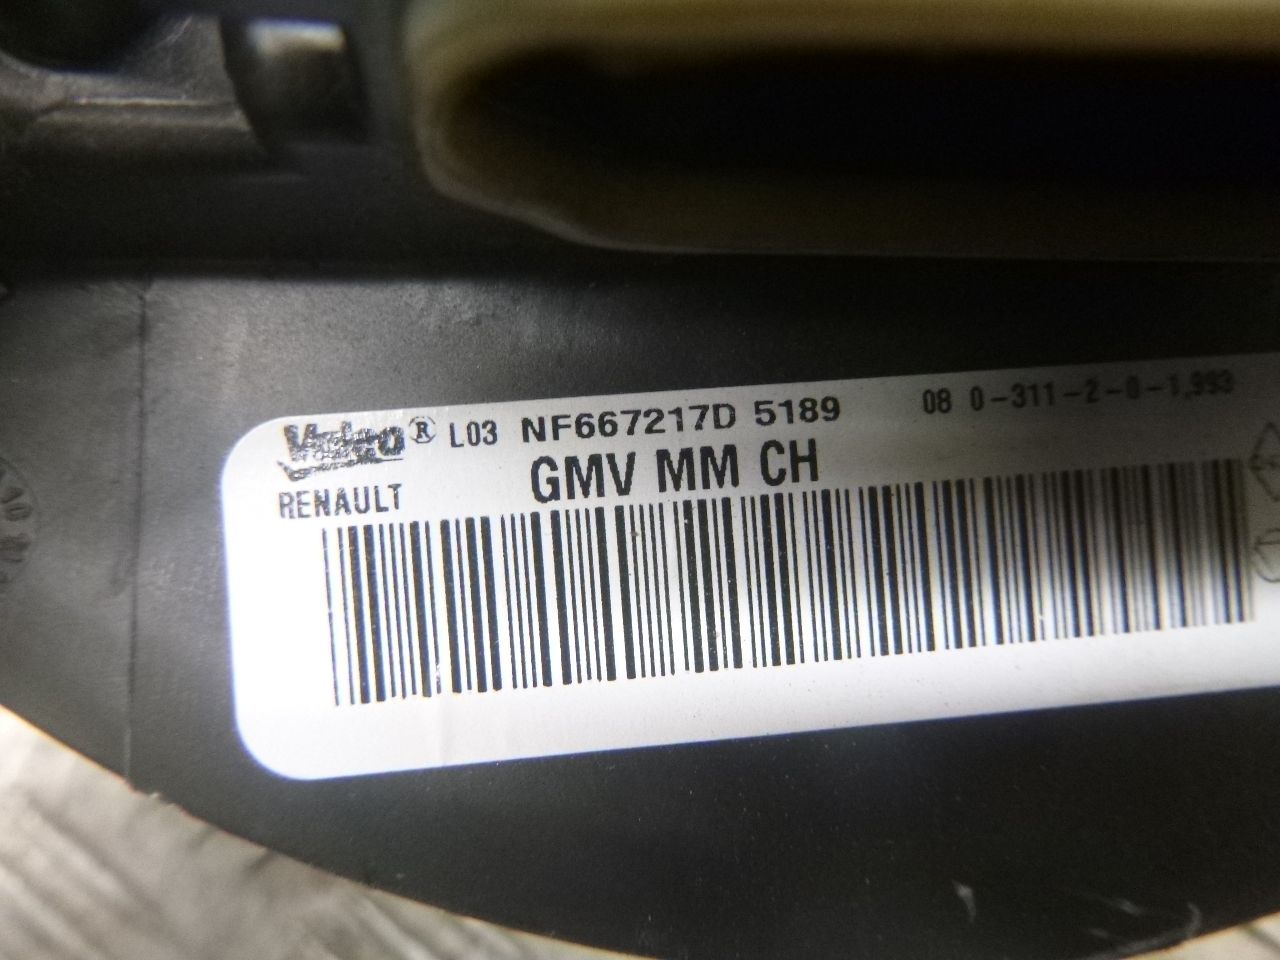 Valeo® L03 NF667217D 5189 08 0-311-2-0-1,993
RENAULT GMV MM CH